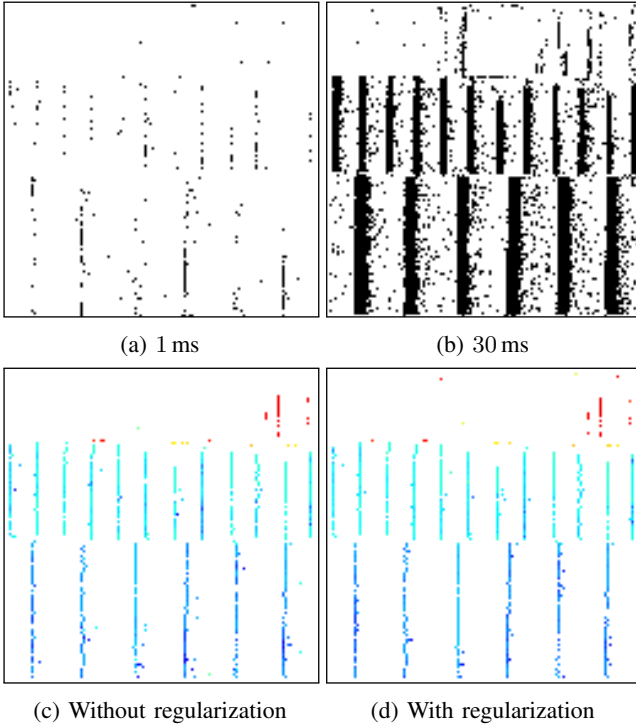 (a) 1 ms
(b) 30 ms
(c) Without regularization
(d) With regularization